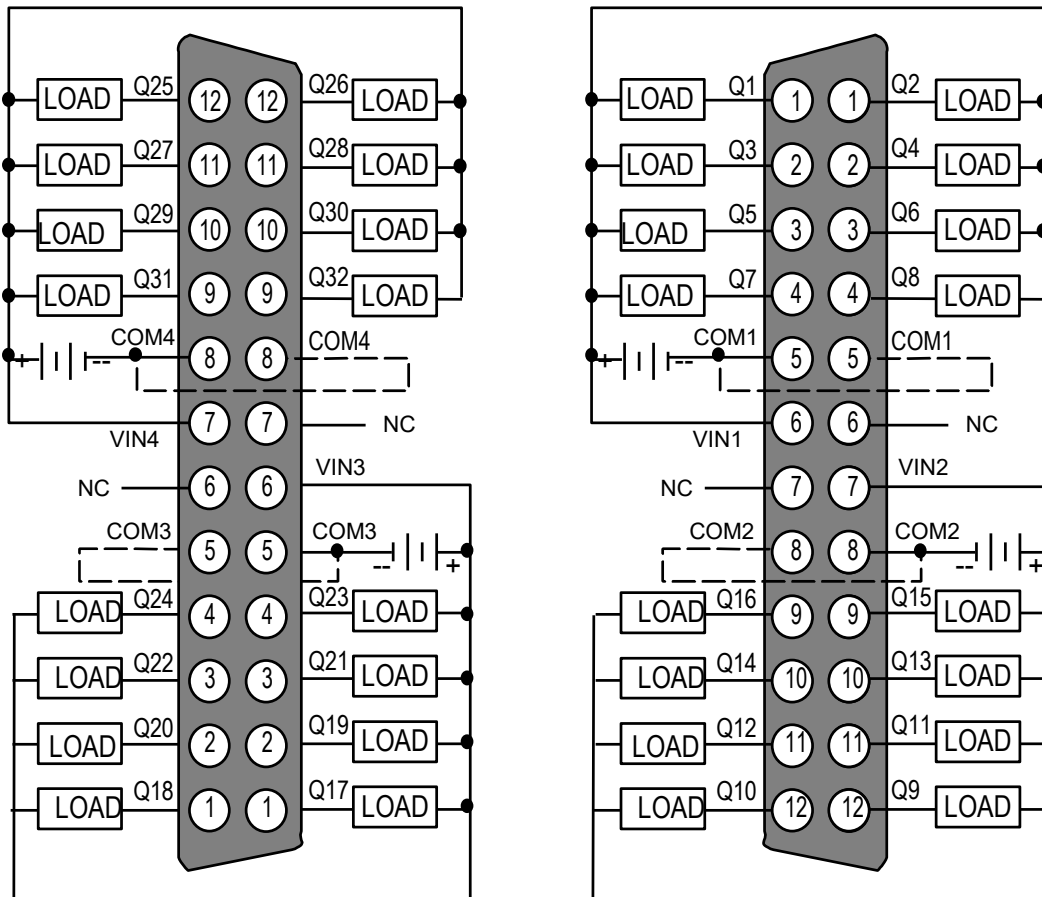 Q25 12 12 Q26
LOAD LOAD
Q27 11 11 Q28
LOAD LOAD
Q29 10 10 Q30
LOAD LOAD
Q31 9 9 Q32
LOAD LOAD
COM4 8 8 COM4
+ --
VIN4 7 7 NC
NC 6 6 VIN3
COM3 5 5 COM3
-- +
Q24 4 4 Q23
LOAD LOAD
Q22 3 3 Q21
LOAD LOAD
Q20 2 2 Q19
LOAD LOAD
Q18 1 1 Q17
LOAD LOAD
Q1 1 1 Q2
LOAD LOAD
Q3 2 2 Q4
LOAD LOAD
Q5 3 3 Q6
LOAD LOAD
Q7 4 4 Q8
LOAD LOAD
COM1 5 5 COM1
+ --
VIN1 6 6 NC
NC 7 7 VIN2
COM2 8 8 COM2
-- +
Q16 9 9 Q15
LOAD LOAD
Q14 10 10 Q13
LOAD LOAD
Q12 11 11 Q11
LOAD LOAD
Q10 12 12 Q9
LOAD LOAD